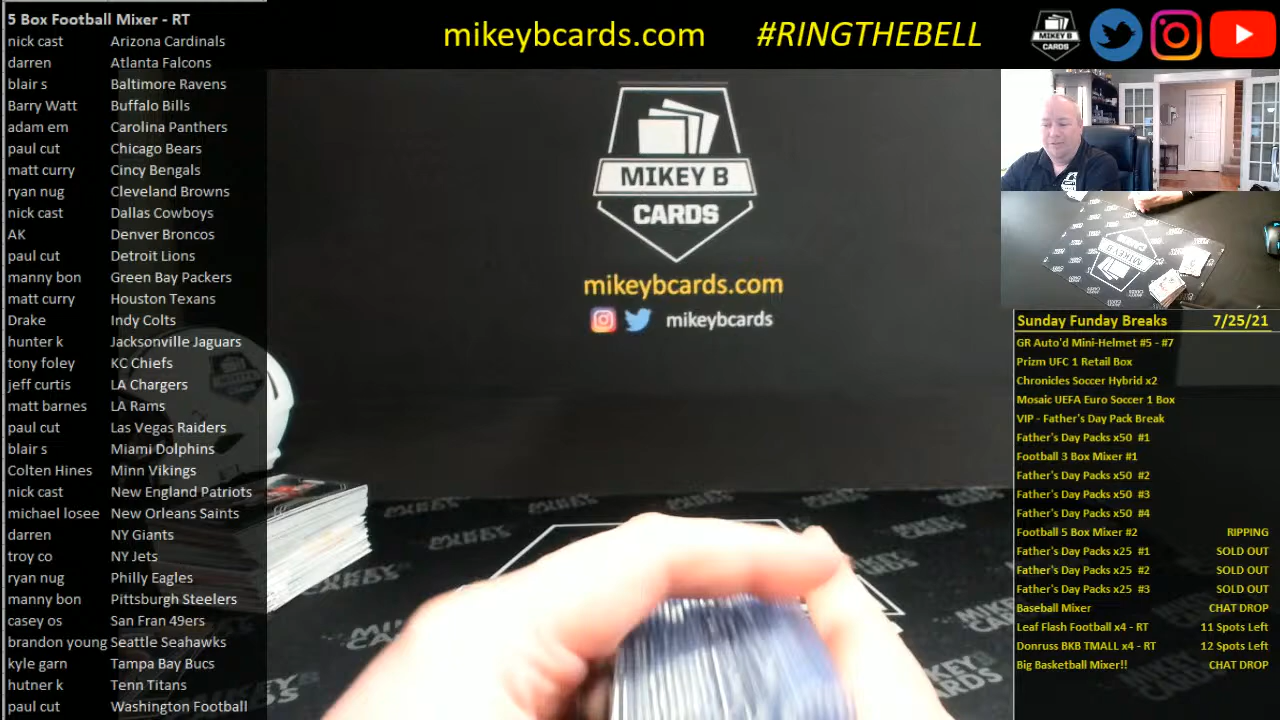 5 Box Football Mixer - RT
nick cast Arizona Cardinals
darren Atlanta Falcons
blair s Baltimore Ravens
Barry Watt Buffalo Bills
adam em Carolina Panthers
paul cut Chicago Bears
matt curry Cincy Bengals
ryan nug Cleveland Browns
nick cast Dallas Cowboys
AK Denver Broncos
paul cut Detroit Lions
manny bon Green Bay Packers
matt curry Houston Texans
Drake Indy Colts
hunter k Jacksonville Jaguars
tony foley KC Chiefs
jeff curtis LA Chargers
matt barnes LA Rams
paul cut Las Vegas Raiders
blair s Miami Dolphins
Colten Hines Minn Vikings
nick cast New England Patriots
michael losee New Orleans Saints
darren NY Giants
troy co NY Jets
ryan nug Philly Eagles
manny bon Pittsburgh Steelers
casey os San Fran 49ers
brandon young Seattle Seahawks
kyle garn Tampa Bay Bucs
hutner k Tenn Titans
paul cut Washington Football
mikeybcards.com #RINGTHEBELL
MIKEY B
CARDS
MIKEY B
CARDS
mikeybcards.com
mikeybcards
MIKEY B
Sunday Funday Breaks 7/25/21
GR Auto'd Mini-Helmet #5 - #7
Prizm UFC 1 Retail Box
Chronicles Soccer Hybrid x2
Mosaic UEFA Euro Soccer 1 Box
VIP - Father's Day Pack Break
Father's Day Packs x50 #1
Football 3 Box Mixer #1
Father's Day Packs x50 #2
Father's Day Packs x50 #3
Father's Day Packs x50 #4
Football 5 Box Mixer #2 RIPPING
Father's Day Packs x25 #1 SOLD OUT
Father's Day Packs x25 #2 SOLD OUT
Father's Day Packs x25 #3 SOLD OUT
Baseball Mixer CHAT DROP
Leaf Flash Football x4 - RT 11 Spots Left
Donruss BKB TMALL x4 - RT 12 Spots Left
Big Basketball Mixer!! CHAT DROP